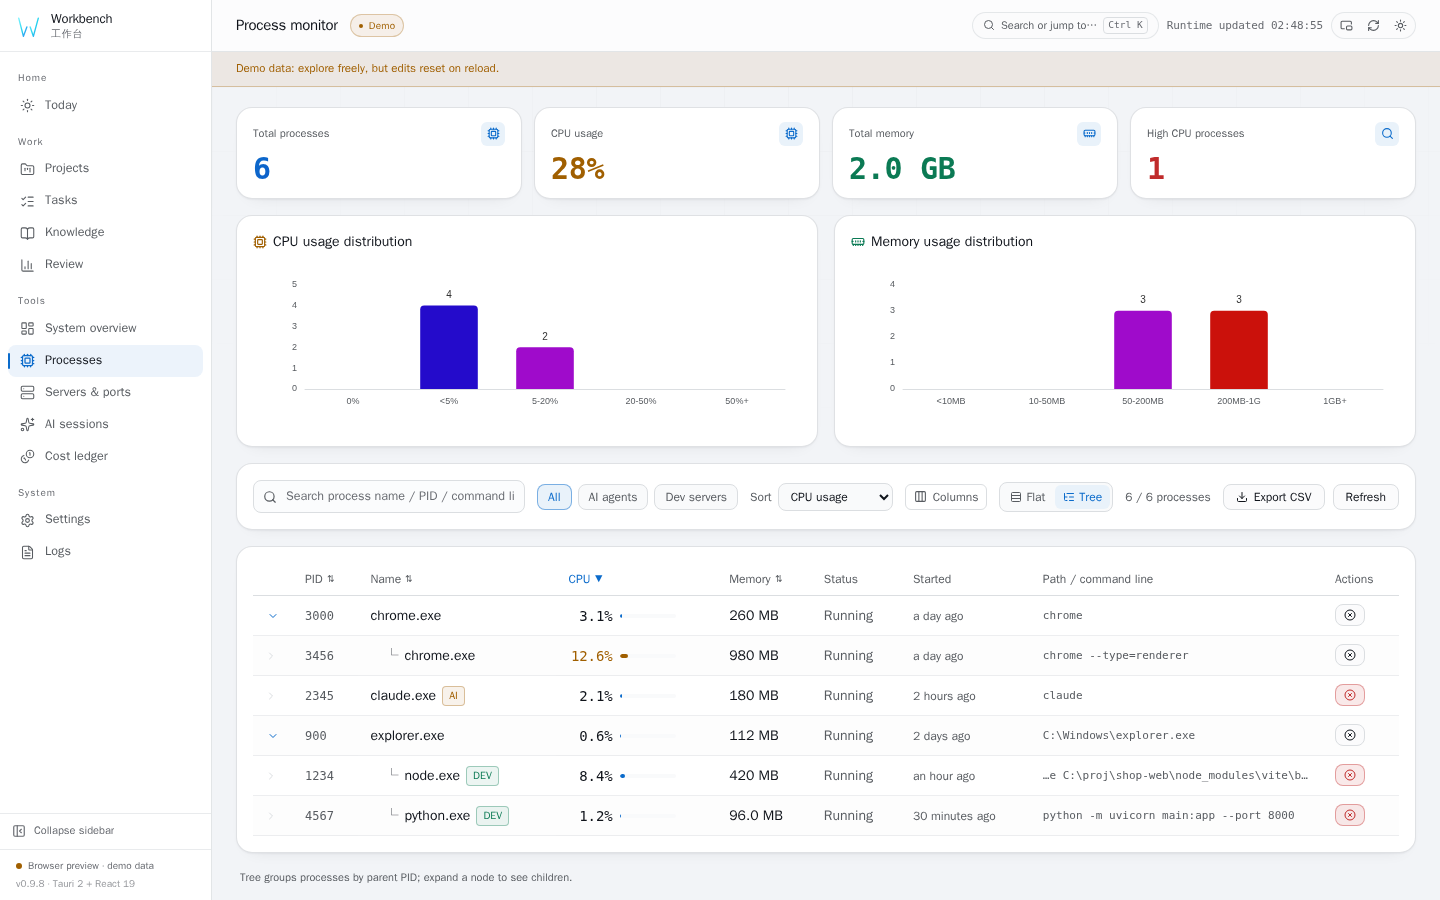 Workbench
工作台
Home
Today
Work
Projects
Tasks
Knowledge
Review
Tools
System overview
Processes
Servers & ports
AI sessions
Cost ledger
System
Settings
Logs
Collapse sidebar
Browser preview · demo data
v0.9.8 · Tauri 2 + React 19
Process monitor
Demo
Search or jump to···
Ctrl K
Runtime updated 02:48:55
Demo data: explore freely, but edits reset on reload.
Total processes
6
CPU usage
28%
Total memory
2.0 GB
High CPU processes
1
CPU usage distribution
5
4
3
2
1
0
4
2
0%
<5%
5-20%
20-50%
50%+
Memory usage distribution
4
3
2
1
0
3
3
<10MB
10-50MB
50-200MB
200MB-1G
1GB+
Search process name / PID / command li
All
AI agents
Dev servers
Sort
CPU usage
Columns
Flat
Tree
6 / 6 processes
Export CSV
Refresh
PID ⇅ Name ⇅ CPU ▼ Memory ⇅ Status Started Path / command line Actions
3000 chrome.exe 3.1% 260 MB Running a day ago chrome
3456 chrome.exe 12.6% 980 MB Running a day ago chrome --type=renderer
2345 claude.exe AI 2.1% 180 MB Running 2 hours ago claude
900 explorer.exe 0.6% 112 MB Running 2 days ago C:\Windows\explorer.exe
1234 node.exe DEV 8.4% 420 MB Running an hour ago …e C:\proj\shop-web\node_modules\vite\b…
4567 python.exe DEV 1.2% 96.0 MB Running 30 minutes ago python -m uvicorn main:app --port 8000
Tree groups processes by parent PID; expand a node to see children.